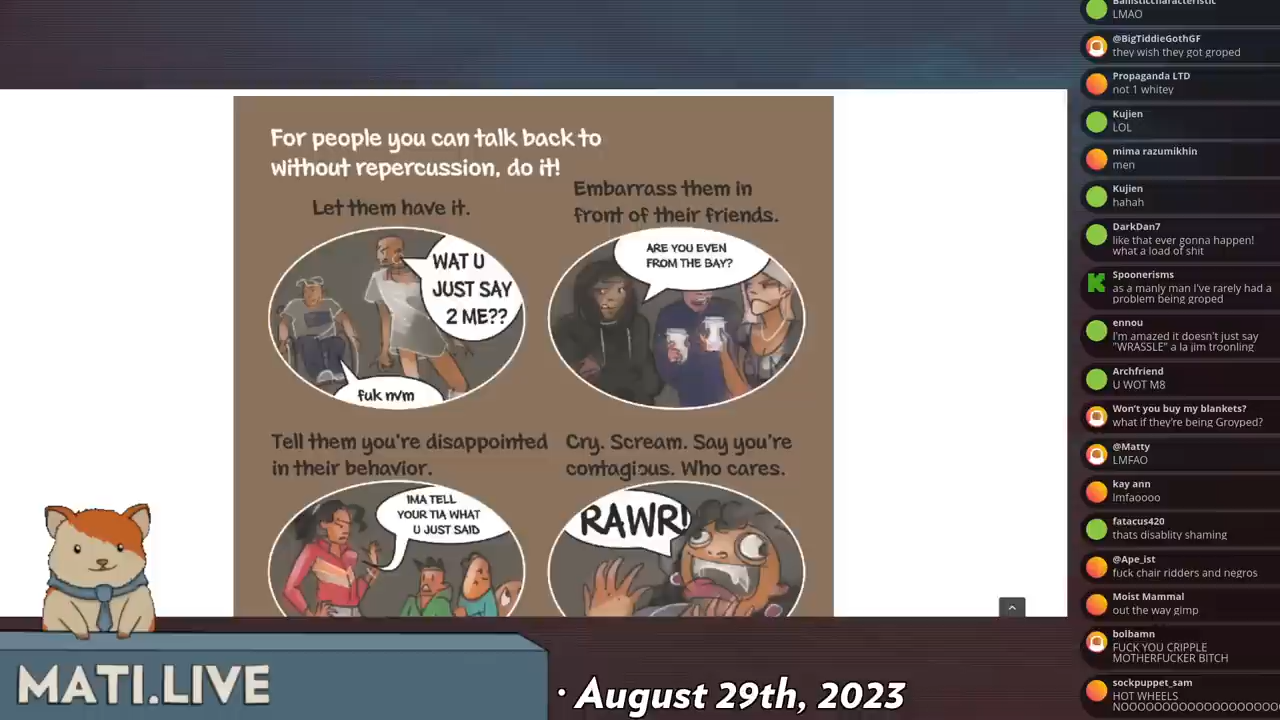 For people you can talk back to
without repercussion, do it!
Let them have it.
Embarrass them in
front of their friends.
WAT U
JUST SAY
2 ME??
fuk nvm
ARE YOU EVEN
FROM THE BAY?
Tell them you're disappointed
in their behavior.
Cry. Scream. Say you're
contagious. Who cares.
IMA TELL
YOUR TIA WHAT
U JUST SAID
RAWR!
MATI.LIVE
· August 29th, 2023
Ballisticcharacteristic
LMAO
@BigTiddieGothGF
they wish they got groped
Propaganda LTD
not 1 whitey
Kujien
LOL
mima razumikhin
men
Kujien
hahah
DarkDan7
like that ever gonna happen!
what a load of shit
Spoonerisms
as a manly man I've rarely had a
problem being groped
ennou
I'm amazed it doesn't just say
"WRASSLE" a la jim troonling
Archfriend
U WOT M8
Won't you buy my blankets?
what if they're being Groyped?
@Matty
LMFAO
kay ann
lmfaoooo
fatacus420
thats disablity shaming
@Ape_ist
fuck chair ridders and negros
Moist Mammal
out the way gimp
bolbamn
FUCK YOU CRIPPLE
MOTHERFUCKER BITCH
sockpuppet_sam
HOT WHEELS
NOOOOOOOOOOOOOOOOOOO